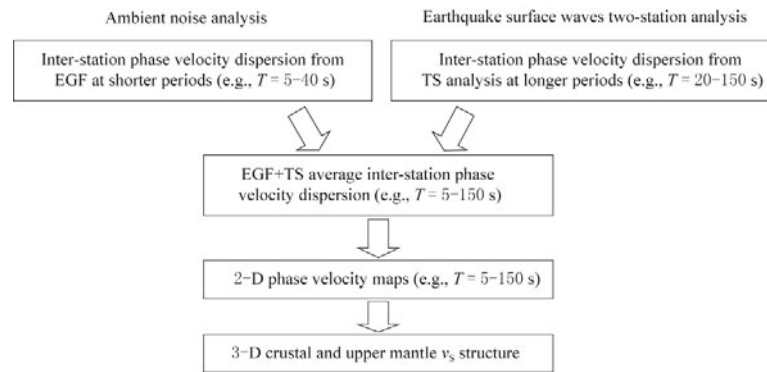 Ambient noise analysis
Earthquake surface waves two-station analysis
Inter-station phase velocity dispersion from
EGF at shorter periods (e.g., T = 5−40 s)
Inter-station phase velocity dispersion from
TS analysis at longer periods (e.g., T = 20−150 s)
EGF+TS average inter-station phase
velocity dispersion (e.g., T = 5−150 s)
2−D phase velocity maps (e.g., T = 5−150 s)
3−D crustal and upper mantle vs structure